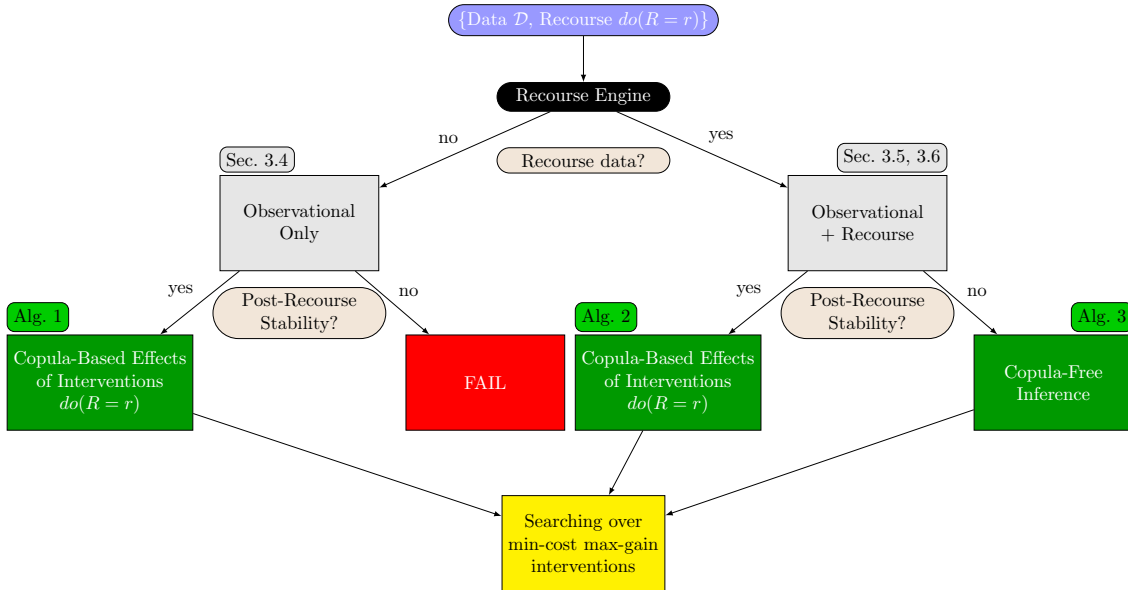 {Data 𝒟, Recourse do(R = r)}
Recourse Engine
no
yes
Recourse data?
Sec. 3.4
Sec. 3.5, 3.6
Observational
Only
Observational
+ Recourse
yes
Post-Recourse
Stability?
no
yes
Post-Recourse
Stability?
no
Alg. 1
Copula-Based Effects
of Interventions
do(R = r)
FAIL
Alg. 2
Copula-Based Effects
of Interventions
do(R = r)
Alg. 3
Copula-Free
Inference
Searching over
min-cost max-gain
interventions